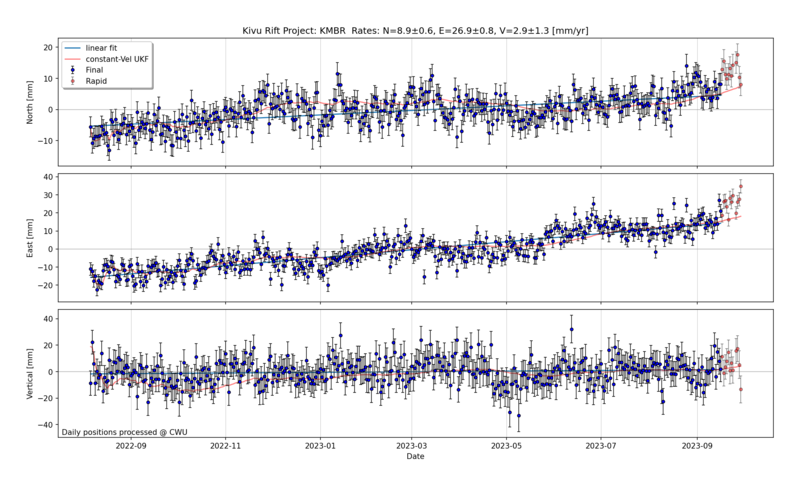 Kivu Rift Project: KMBR  Rates: N=8.9±0.6, E=26.9±0.8, V=2.9±1.3 [mm/yr]
linear fit
constant-Vel UKF
Final
Rapid
North [mm]
20
10
0
−10
East [mm]
40
30
20
10
0
−10
−20
Vertical [mm]
40
20
0
−20
−40
Daily positions processed @ CWU
2022-09
2022-11
2023-01
2023-03
2023-05
2023-07
2023-09
Date